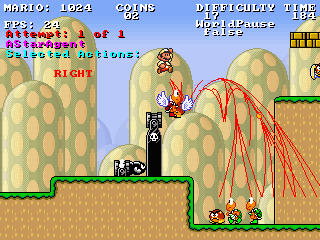 MARIO: 1024 COINS DIFFICULTY TIME
02 17 184
FPS: 24 WorldPause
Attempt: 1 of 1 False
AStarAgent
Selected Actions:
RIGHT